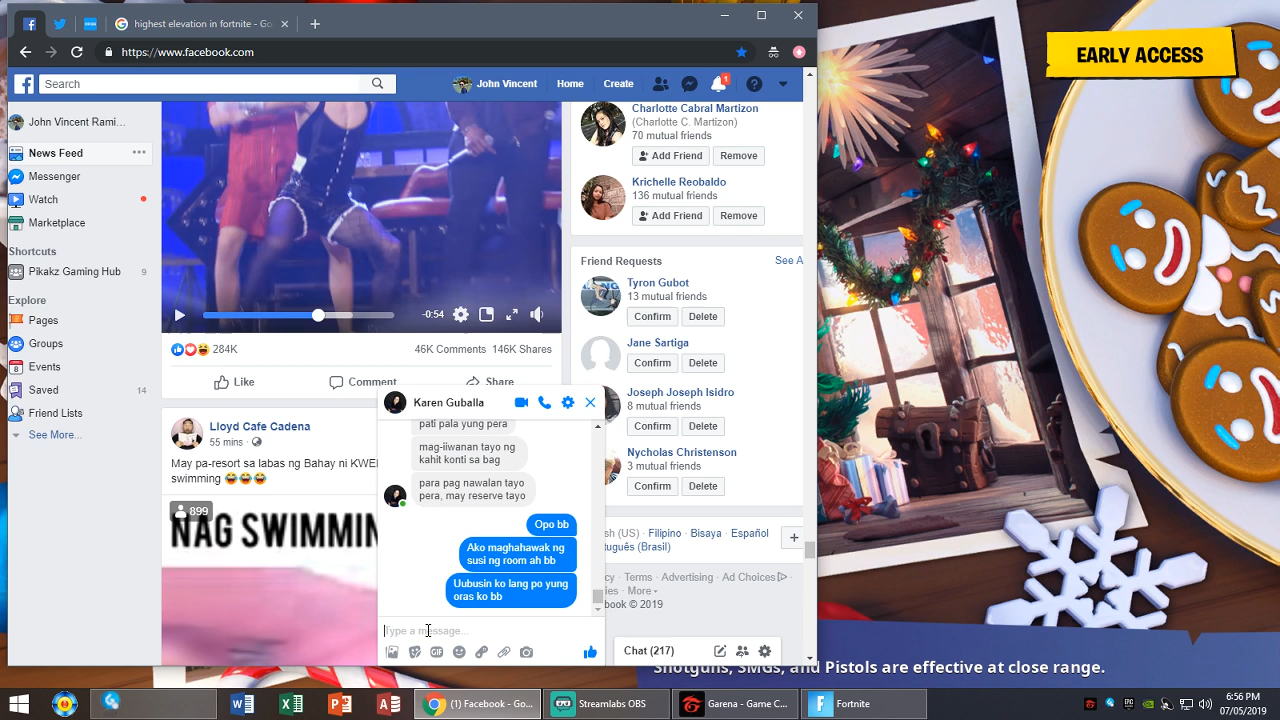 highest elevation in fortnite - Go
https://www.facebook.com
EARLY ACCESS
Search
John Vincent
Home
Create
1
John Vincent Rami...
News Feed
Messenger
Watch
Marketplace
Shortcuts
Pikakz Gaming Hub 9
Explore
Pages
Groups
Events
Saved 14
Friend Lists
See More...
-0:54
284K
46K Comments 146K Shares
Like
Comment
Share
Lloyd Cafe Cadena
55 mins
May pa-resort sa labas ng Bahay ni KWE
swimming
899
NAG SWIMMIN
Charlotte Cabral Martizon
(Charlotte C. Martizon)
70 mutual friends
Add Friend
Remove
Krichelle Reobaldo
136 mutual friends
Add Friend
Remove
Friend Requests
See A
Tyron Gubot
13 mutual friends
Confirm
Delete
Jane Sartiga
Confirm
Delete
Joseph Joseph Isidro
8 mutual friends
Confirm
Delete
Nycholas Christenson
3 mutual friends
Confirm
Delete
sh (US) · Filipino · Bisaya · Español
tuguês (Brasil)
cy · Terms · Advertising · Ad Choices
ies · More
book © 2019
Karen Guballa
pati pala yung pera
mag-iiwanan tayo ng
kahit konti sa bag
para pag nawalan tayo
pera, may reserve tayo
Opo bb
Ako maghahawak ng
susi ng room ah bb
Uubusin ko lang po yung
oras ko bb
Type a message...
GIF
Chat (217)
Shotguns, SMGs, and Pistols are effective at close range.
(1) Facebook - Go...
Streamlabs OBS
Garena - Game C...
Fortnite
6:56 PM
07/05/2019